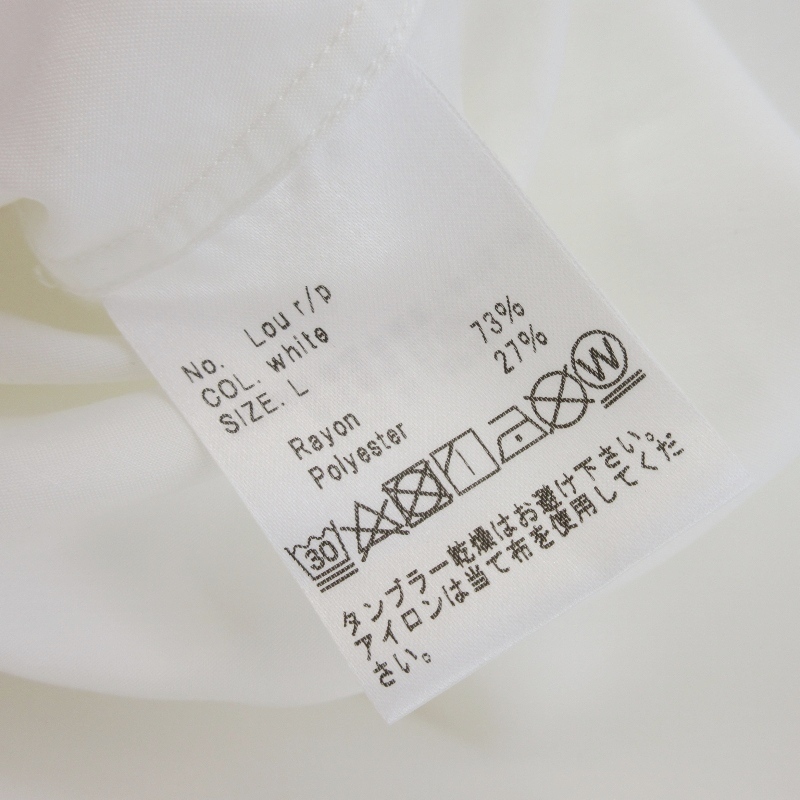 No. Lou r/p
COL. white
SIZE. L
Rayon 73%
Polyester 27%
30 W
タンブラー乾燥はお避け下さい。
アイロンは当て布を使用してくだ
さい。